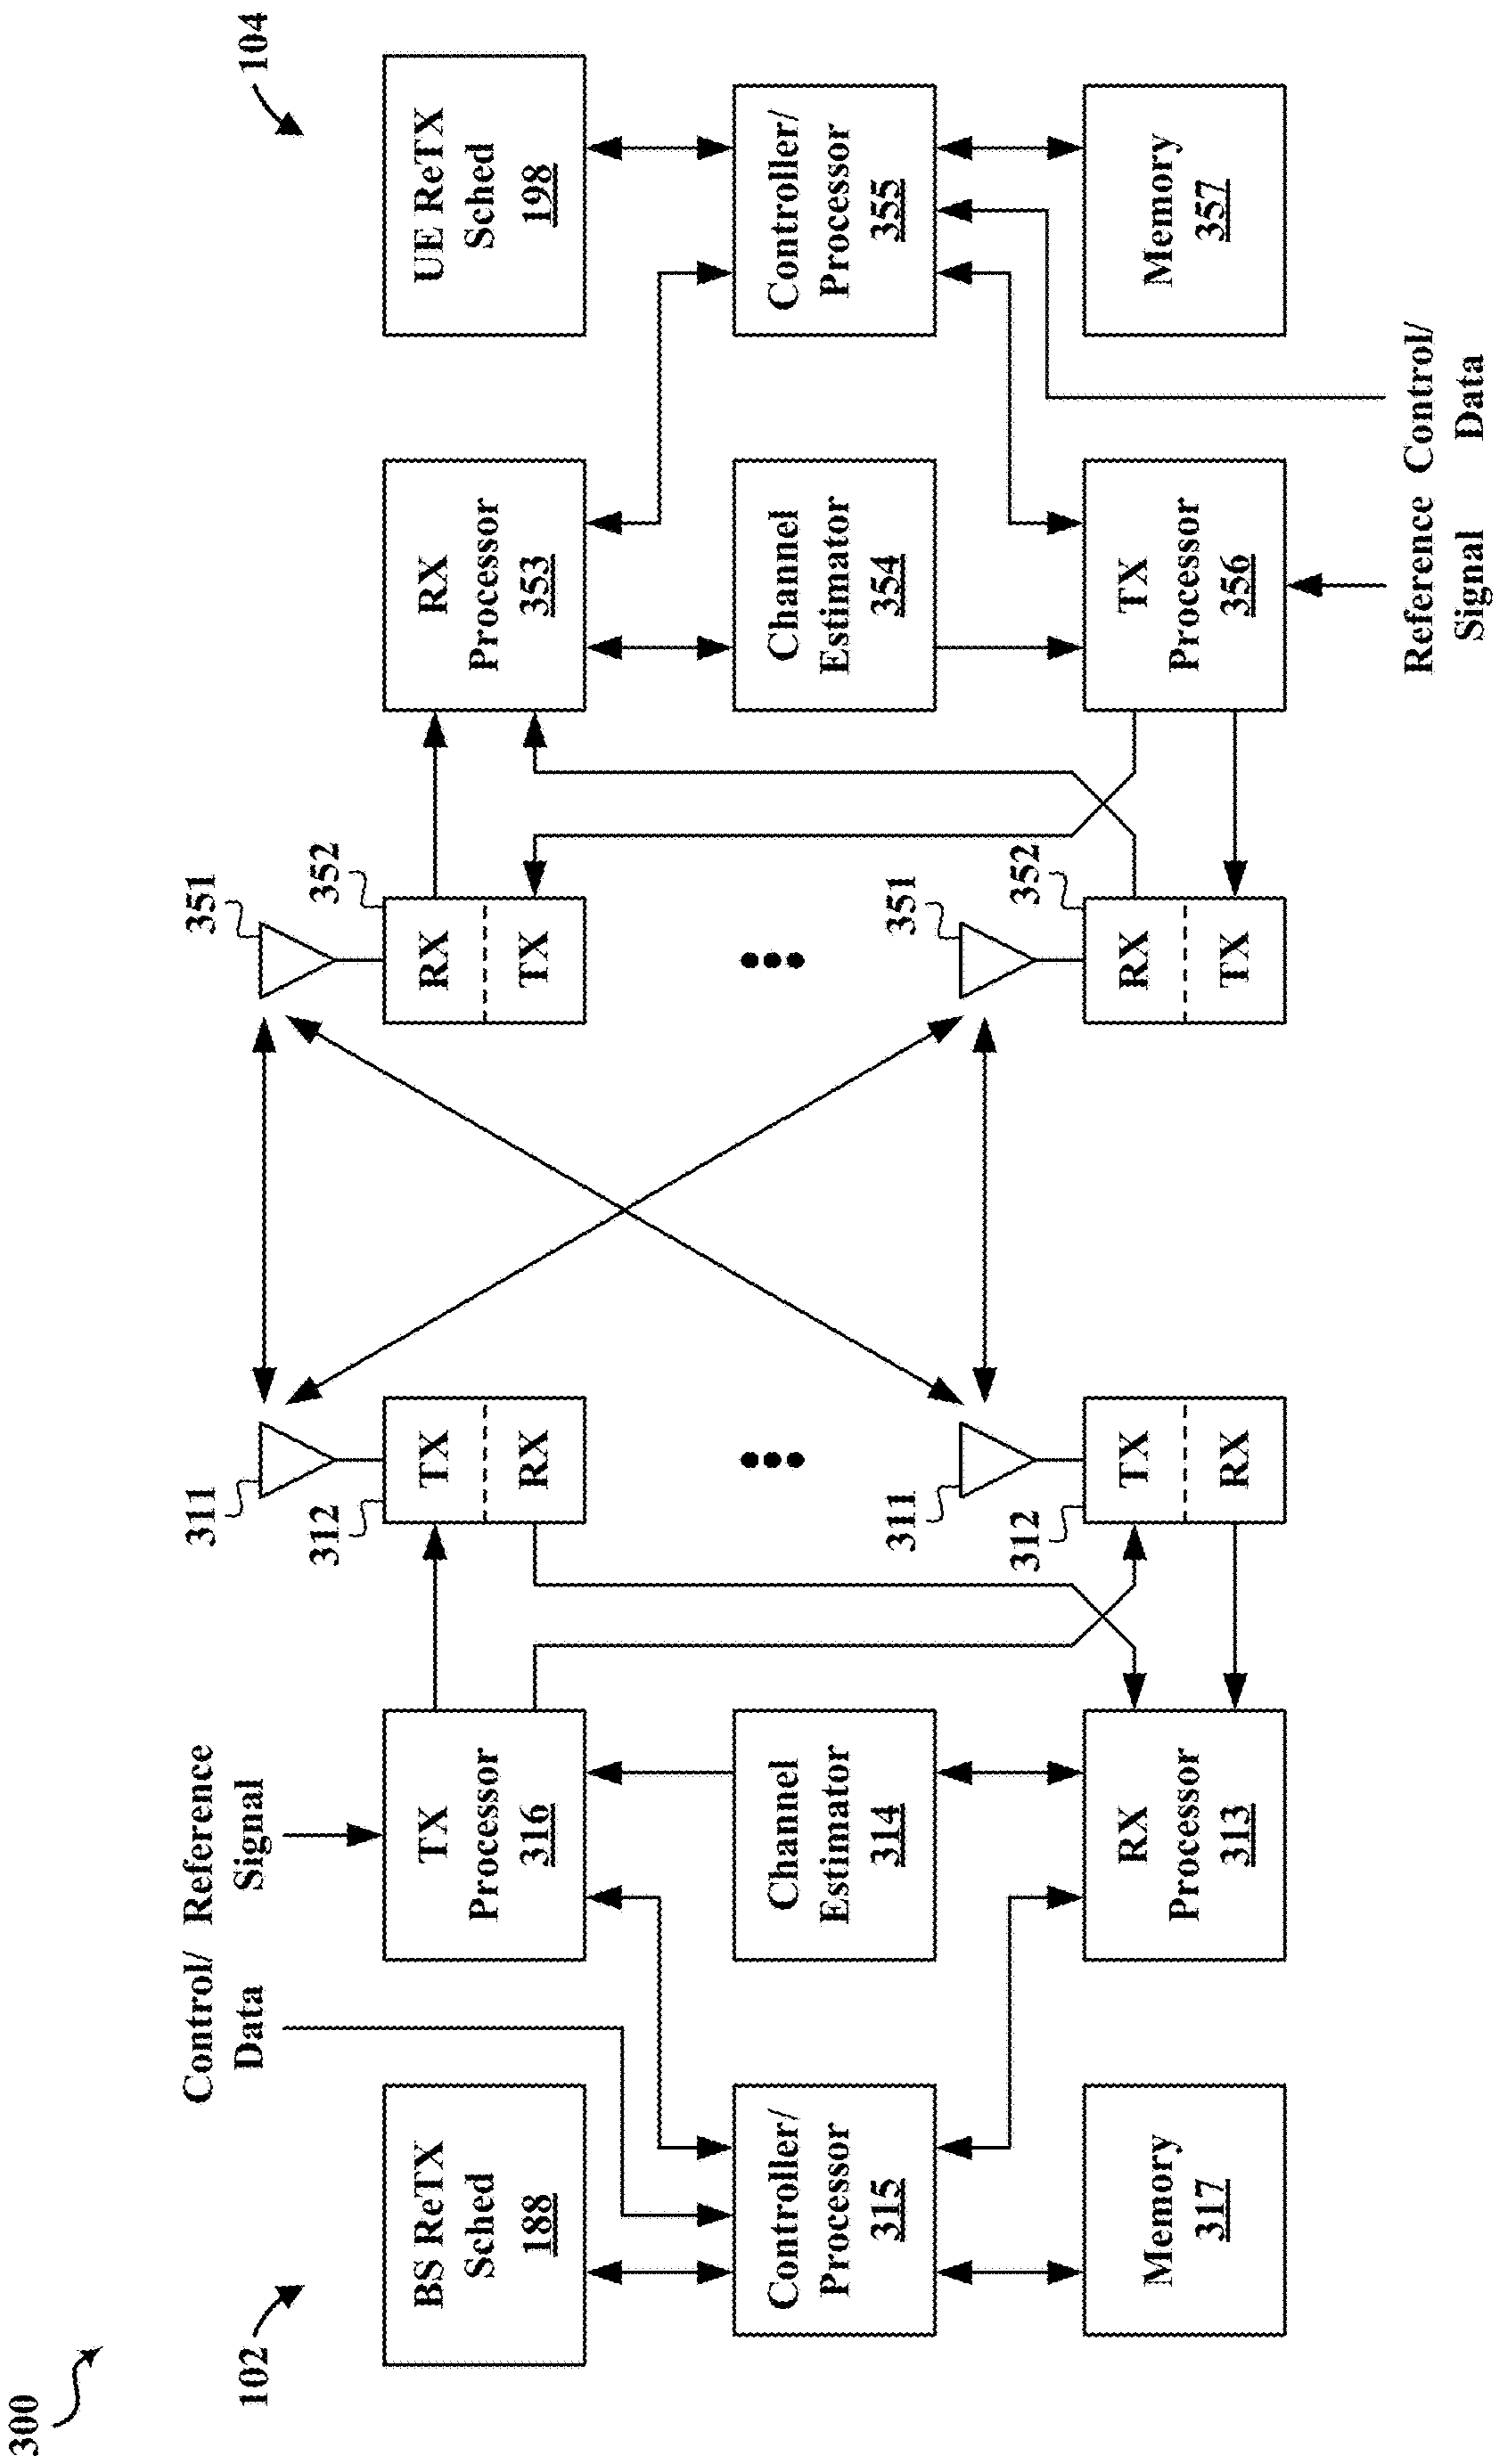 300
102
104
Control/
Data
Reference
Signal
BS ReTX
Sched
188
Controller/
Processor
315
Memory
317
TX
Processor
316
Channel
Estimator
314
RX
Processor
313
311
312
TX
RX
311
312
TX
RX
351
352
RX
TX
351
352
RX
TX
RX
Processor
353
Channel
Estimator
354
TX
Processor
356
UE ReTX
Sched
198
Controller/
Processor
355
Memory
357
Reference
Signal
Control/
Data